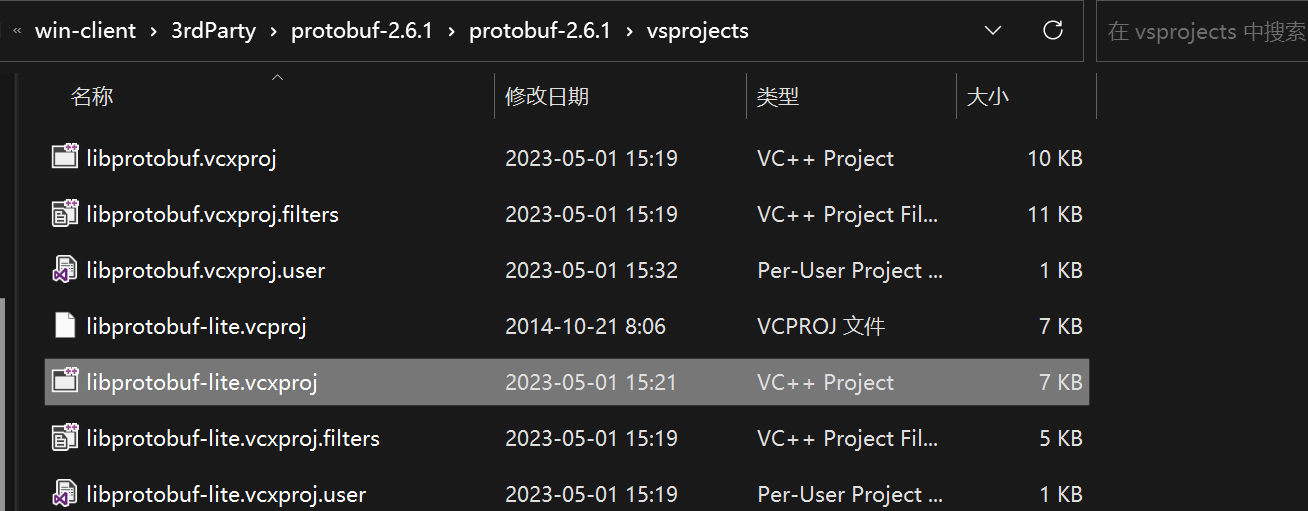 « win-client › 3rdParty › protobuf-2.6.1 › protobuf-2.6.1 › vsprojects 在 vsprojects 中搜索
名称 修改日期 类型 大小
libprotobuf.vcxproj 2023-05-01 15:19 VC++ Project 10 KB
libprotobuf.vcxproj.filters 2023-05-01 15:19 VC++ Project Fil... 11 KB
libprotobuf.vcxproj.user 2023-05-01 15:32 Per-User Project ... 1 KB
libprotobuf-lite.vcproj 2014-10-21 8:06 VCPROJ 文件 7 KB
libprotobuf-lite.vcxproj 2023-05-01 15:21 VC++ Project 7 KB
libprotobuf-lite.vcxproj.filters 2023-05-01 15:19 VC++ Project Fil... 5 KB
libprotobuf-lite.vcxproj.user 2023-05-01 15:19 Per-User Project ... 1 KB